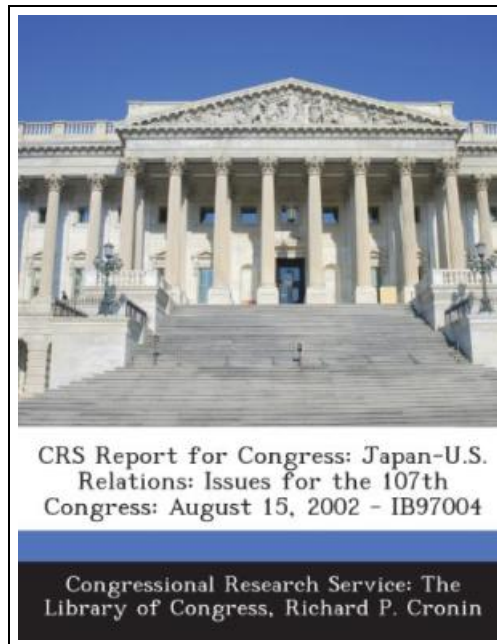 CRS Report for Congress: Japan-U.S.
Relations: Issues for the 107th
Congress: August 15, 2002 - IB97004
Congressional Research Service: The
Library of Congress, Richard P. Cronin